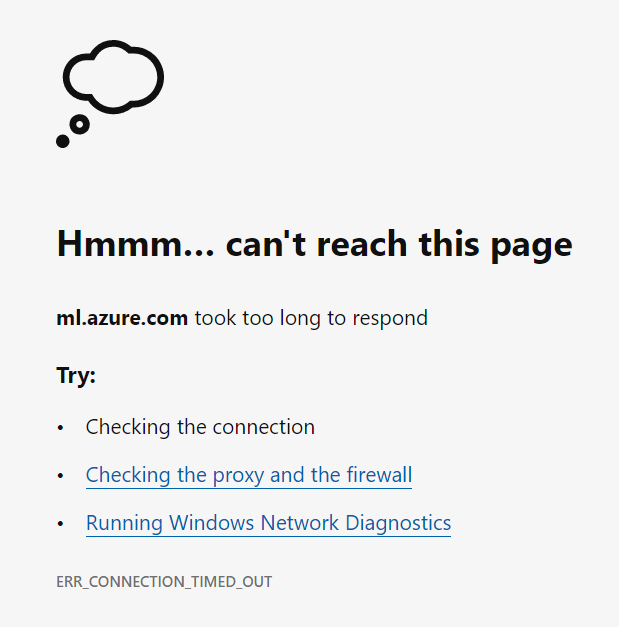 Hmmm... can't reach this page
ml.azure.com took too long to respond
Try:
• Checking the connection
• Checking the proxy and the firewall
• Running Windows Network Diagnostics
ERR_CONNECTION_TIMED_OUT